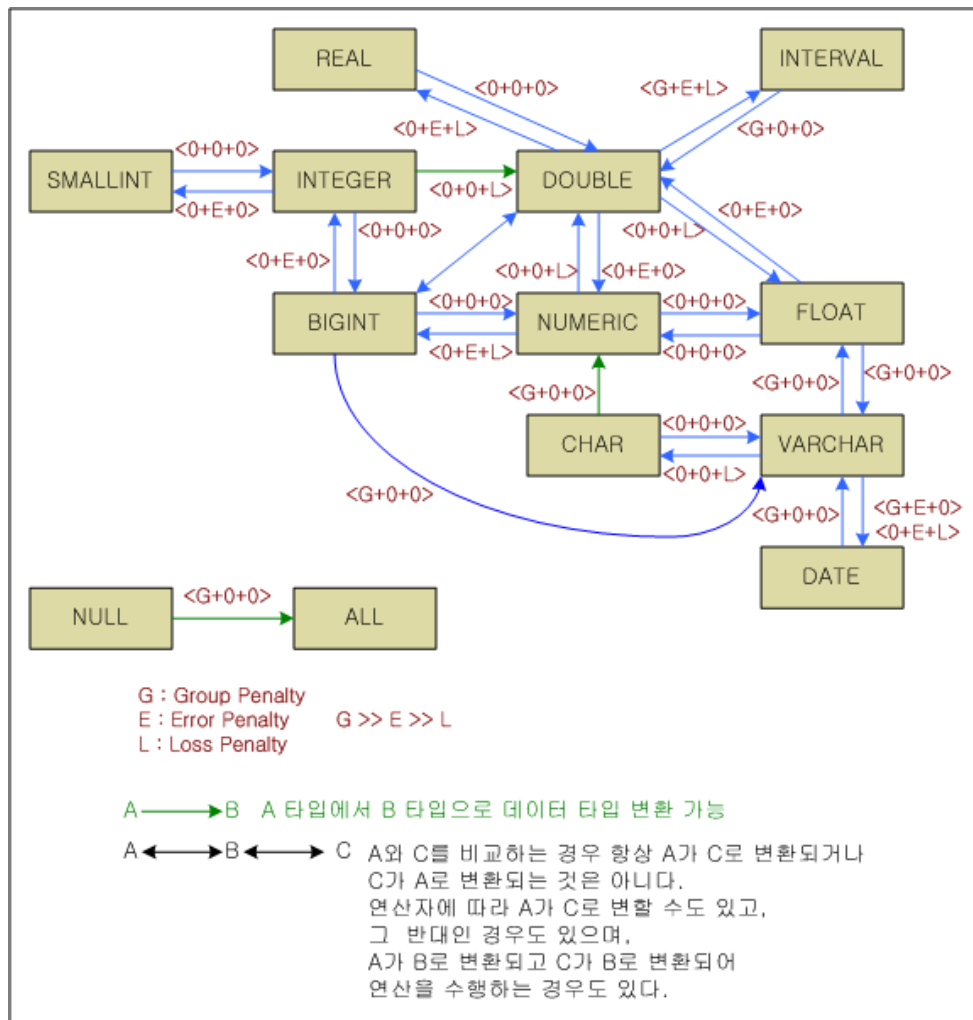 REAL
INTERVAL
<0+0+0>
<G+E+L>
<0+E+L>
<G+0+0>
<0+0+0>
SMALLINT
INTEGER
DOUBLE
<0+0+L>
<0+E+0>
<0+E+0>
<0+0+0>
<0+0+L>
<0+E+0>
<0+0+L>
<0+E+0>
BIGINT
<0+0+0>
NUMERIC
<0+0+0>
FLOAT
<0+E+L>
<0+0+0>
<G+0+0>
<G+0+0>
<G+0+0>
CHAR
<0+0+0>
VARCHAR
<0+0+L>
<G+0+0>
<G+0+0>
<G+E+0>
<0+E+L>
DATE
<G+0+0>
NULL
ALL
G : Group Penalty
E : Error Penalty G >> E >> L
L : Loss Penalty
A B A 타입에서 B 타입으로 데이터 타입 변환 가능
A B C A와 C를 비교하는 경우 항상 A가 C로 변환되거나
C가 A로 변환되는 것은 아니다.
연산자에 따라 A가 C로 변할 수도 있고,
그 반대인 경우도 있으며,
A가 B로 변환되고 C가 B로 변환되어
연산을 수행하는 경우도 있다.